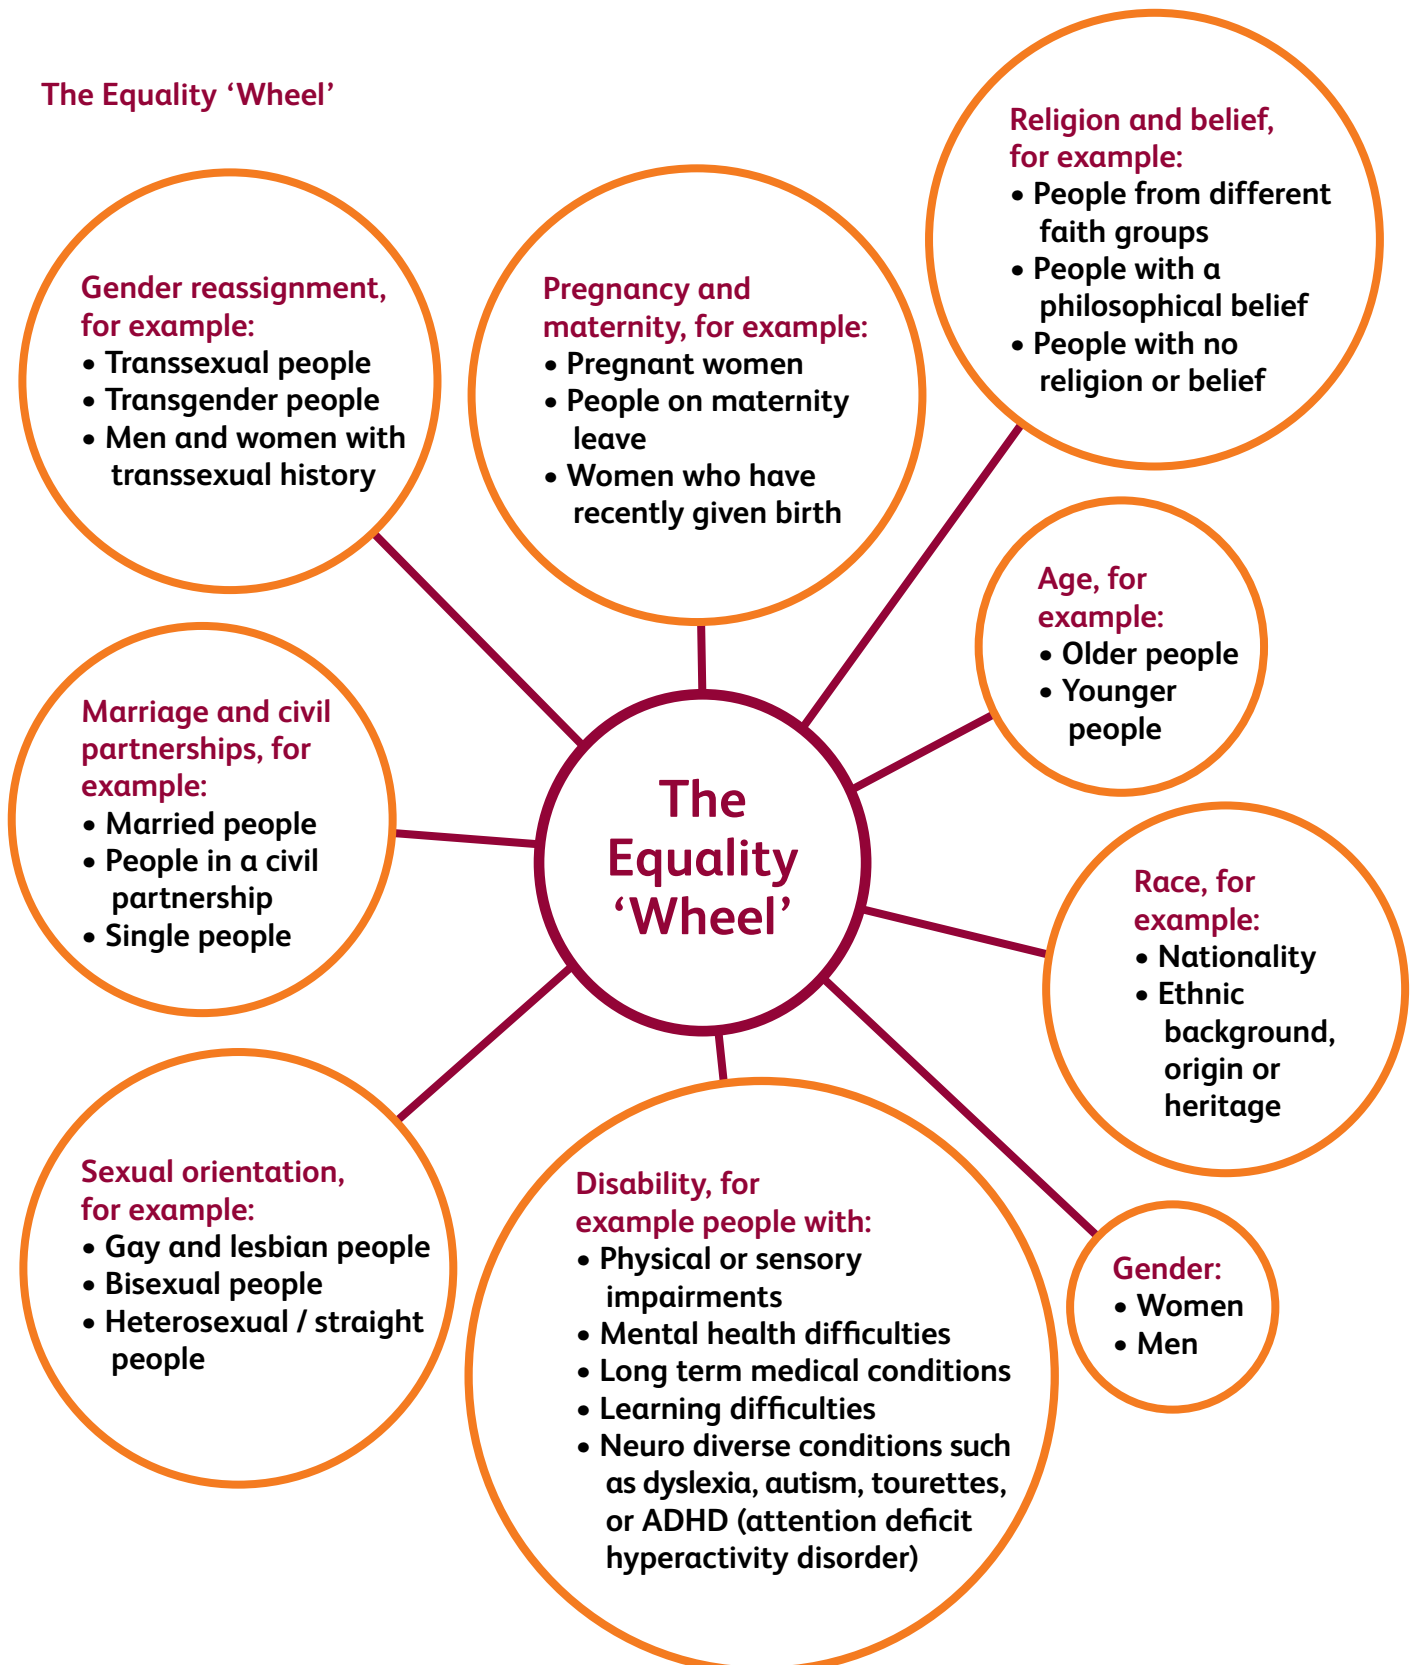 The Equality ‘Wheel’
Gender reassignment,
for example:
• Transsexual people
• Transgender people
• Men and women with
transsexual history
Pregnancy and
maternity, for example:
• Pregnant women
• People on maternity
leave
• Women who have
recently given birth
Religion and belief,
for example:
• People from different
faith groups
• People with a
philosophical belief
• People with no
religion or belief
Age, for
example:
• Older people
• Younger
people
Marriage and civil
partnerships, for
example:
• Married people
• People in a civil
partnership
• Single people
The
Equality
‘Wheel’
Race, for
example:
• Nationality
• Ethnic
background,
origin or
heritage
Sexual orientation,
for example:
• Gay and lesbian people
• Bisexual people
• Heterosexual / straight
people
Disability, for
example people with:
• Physical or sensory
impairments
• Mental health difficulties
• Long term medical conditions
• Learning difficulties
• Neuro diverse conditions such
as dyslexia, autism, tourettes,
or ADHD (attention deficit
hyperactivity disorder)
Gender:
• Women
• Men